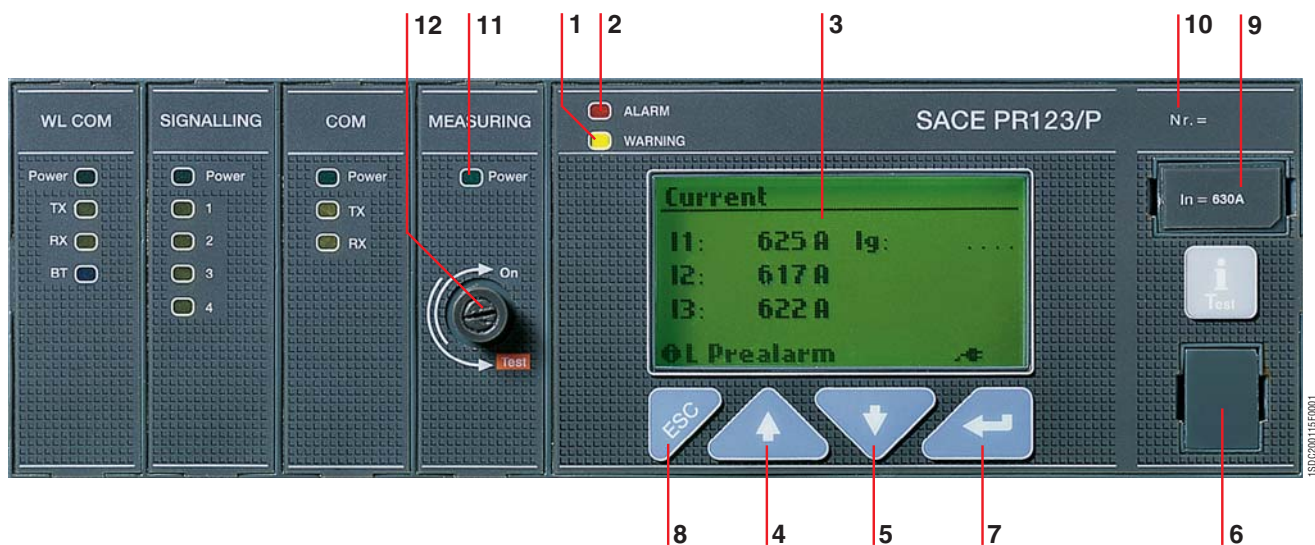 12 11 1 2 3 10 9
WL COM
Power
TX
RX
BT
SIGNALLING
Power
1
2
3
4
COM
Power
TX
RX
MEASURING
Power
On
Test
ALARM
WARNING
SACE PR123/P
Current
I1: 625 A Ig: ....
I2: 617 A
I3: 622 A
L Prealarm
ESC
Nr. =
In = 630A
i
Test
8 4 5 7 6
1SDC200115F0001